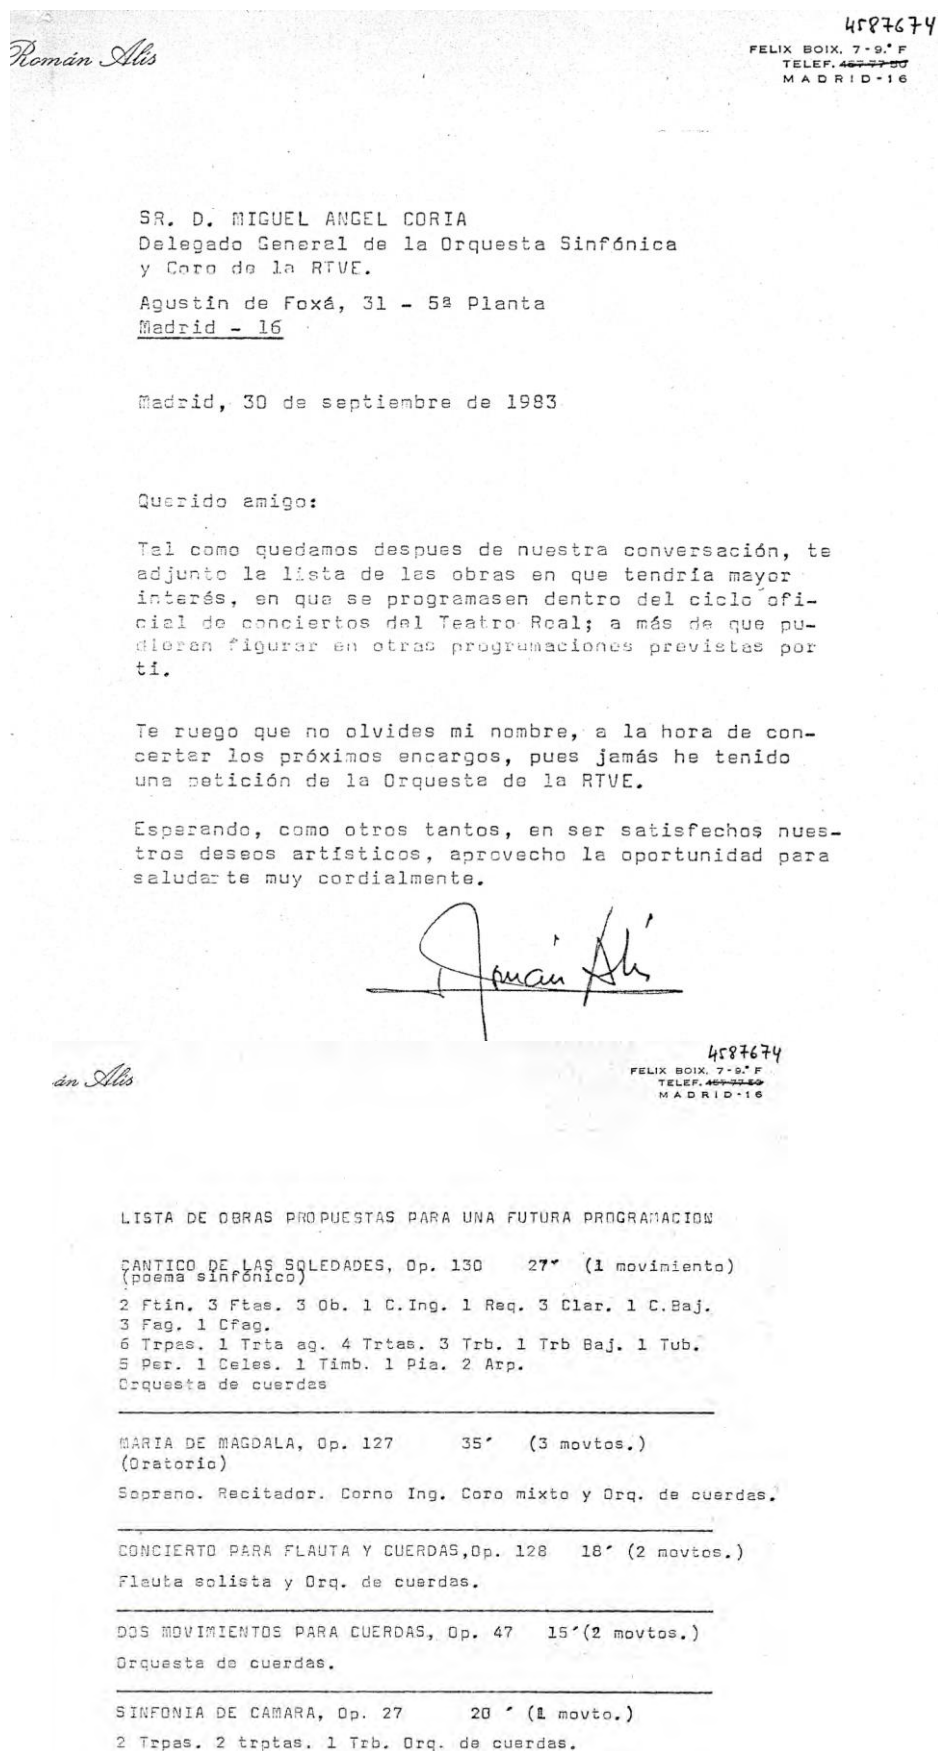 Román Alís
4587674
FELIX BOIX, 7-9.° F
TELEF. 457 77 50
MADRID-16
SR. D. MIGUEL ANGEL CORIA
Delegado General de la Orquesta Sinfónica
y Coro de la RTVE.
Agustín de Foxá, 31 - 5ª Planta
Madrid - 16
Madrid, 30 de septiembre de 1983
Querido amigo:
Tal como quedamos despues de nuestra conversación, te
adjunto la lista de las obras en que tendría mayor
interés, en que se programasen dentro del ciclo ofi-
cial de conciertos del Teatro Real; a más de que pu-
dieran figurar en otras programaciones previstas por
tí.
Te ruego que no olvides mi nombre, a la hora de con-
certar los próximos encargos, pues jamás he tenido
una petición de la Orquesta de la RTVE.
Esperando, como otros tantos, en ser satisfechos nues-
tros deseos artísticos, aprovecho la oportunidad para
saludarte muy cordialmente.
Román Alís
4587674
án Alís
FELIX BOIX, 7-9.° F
TELEF. 457 77 50
MADRID-16
LISTA DE OBRAS PROPUESTAS PARA UNA FUTURA PROGRAMACION
CANTICO DE LAS SOLEDADES, Op. 130 27´ (1 movimiento)
(poema sinfónico)
2 Ftin. 3 Ftas. 3 Ob. 1 C.Ing. 1 Req. 3 Clar. 1 C.Baj.
3 Fag. 1 Cfag.
6 Trpas. 1 Trta ag. 4 Trtas. 3 Trb. 1 Trb Baj. 1 Tub.
5 Per. 1 Celes. 1 Timb. 1 Pia. 2 Arp.
Orquesta de cuerdas
MARIA DE MAGDALA, Op. 127 35´ (3 movtos.)
(Oratorio)
Soprano. Recitador. Corno Ing. Coro mixto y Orq. de cuerdas.
CONCIERTO PARA FLAUTA Y CUERDAS,Op. 128 18´ (2 movtos.)
Flauta solista y Orq. de cuerdas.
DOS MOVIMIENTOS PARA CUERDAS, Op. 47 15´(2 movtos.)
Orquesta de cuerdas.
SINFONIA DE CAMARA, Op. 27 20 ´ (1 movto.)
2 Trpas. 2 trptas. 1 Trb. Orq. de cuerdas.